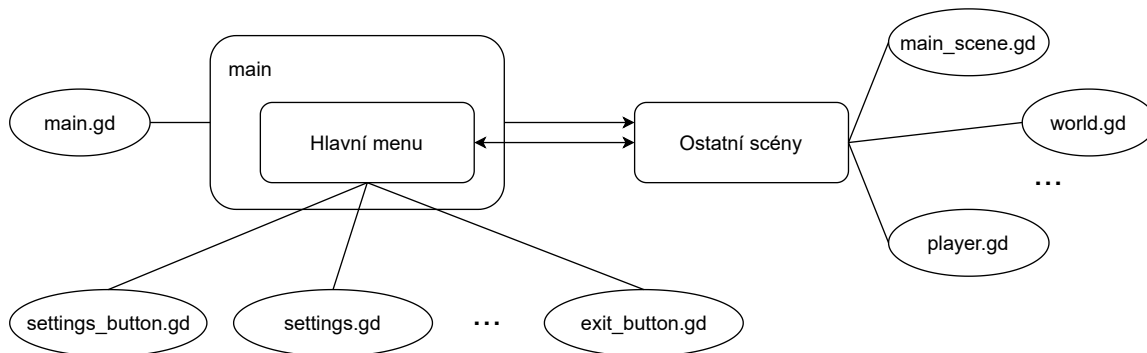 main_scene.gd
main
main.gd
world.gd
Hlavní menu
Ostatní scény
...
player.gd
settings_button.gd
settings.gd
...
exit_button.gd